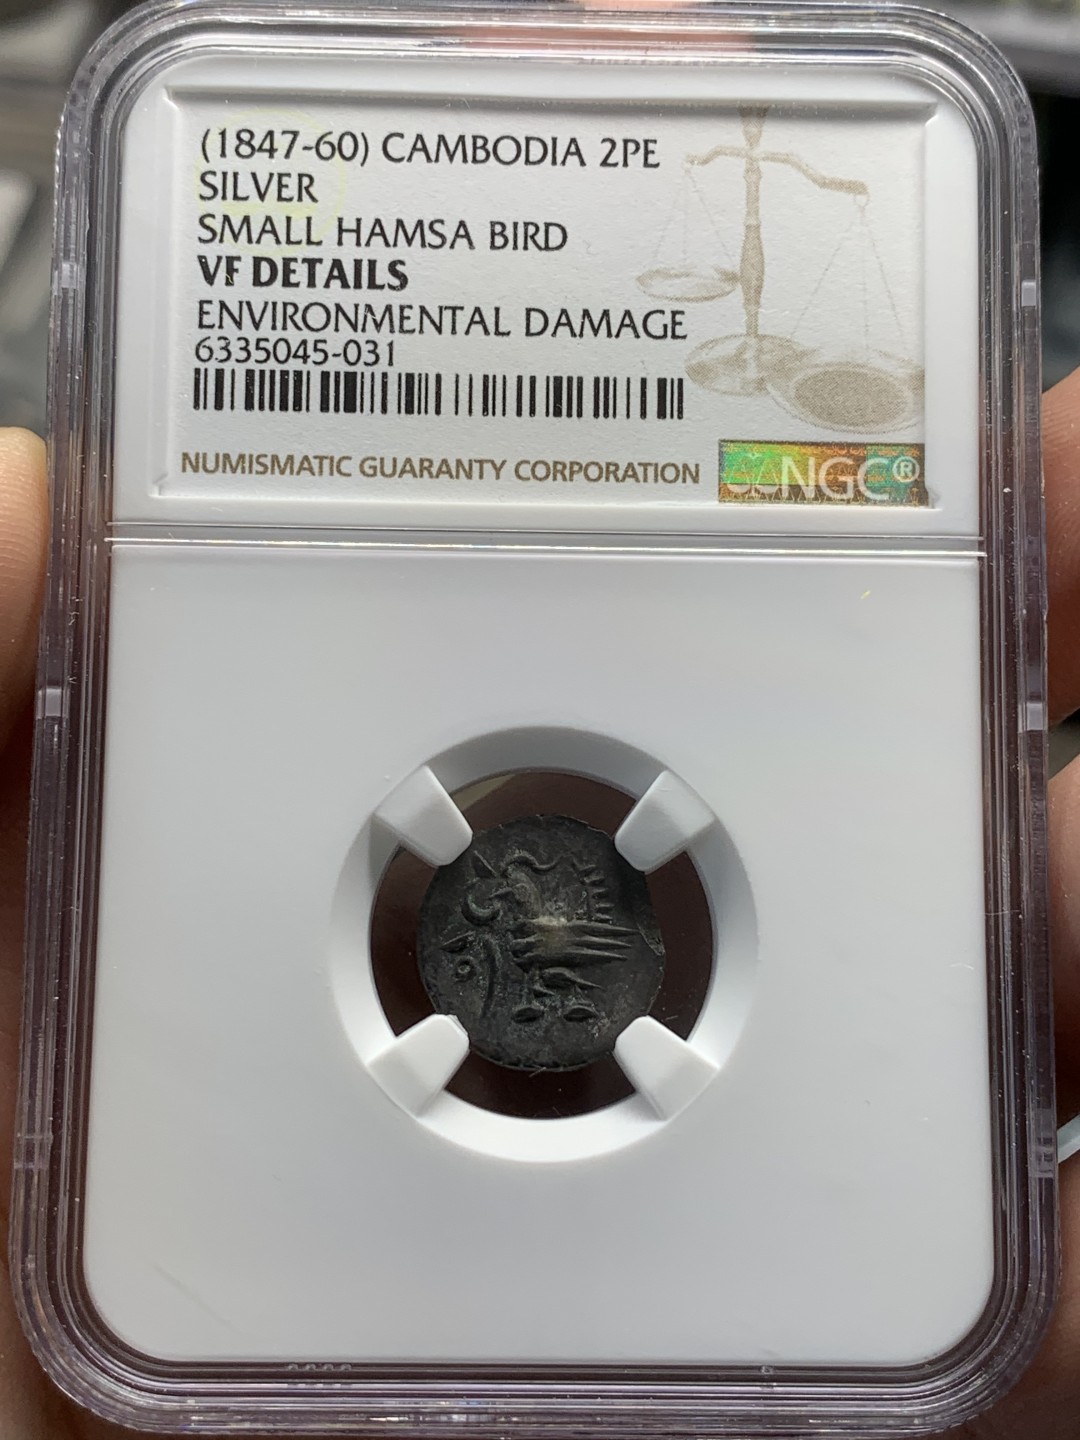 (1847-60) CAMBODIA 2PE
SILVER
SMALL HAMSA BIRD
VF DETAILS
ENVIRONMENTAL DAMAGE
6335045-031
NUMISMATIC GUARANTY CORPORATION
NGC®